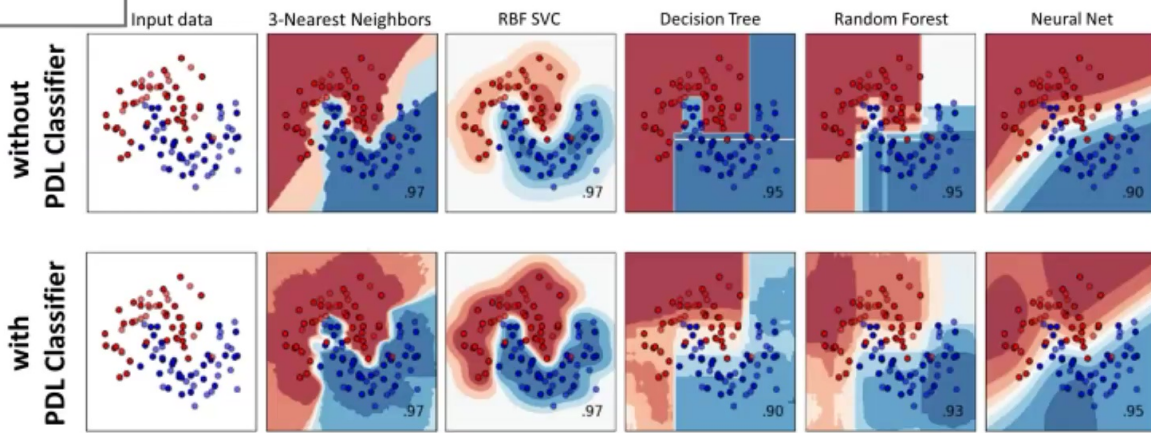 Input data
3-Nearest Neighbors
RBF SVC
Decision Tree
Random Forest
Neural Net
without
PDL Classifier
.97
.97
.95
.95
.90
with
PDL Classifier
.97
.97
.90
.93
.95